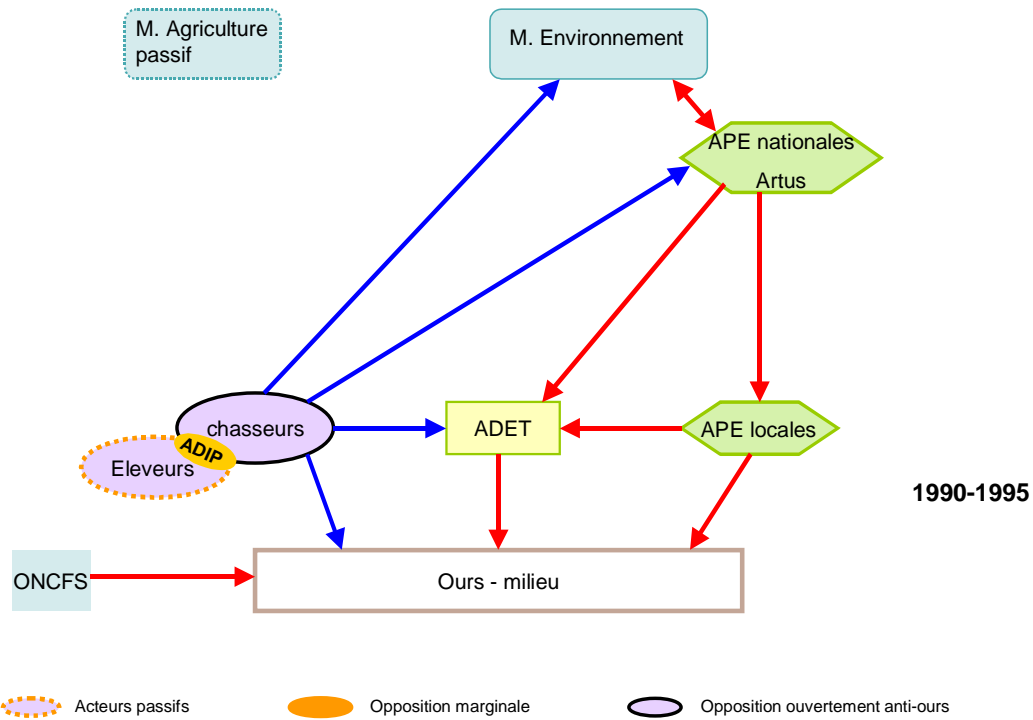 M. Agriculture
passif
M. Environnement
APE nationales
Artus
chasseurs
ADIP
Eleveurs
ADET
APE locales
1990-1995
ONCFS
Ours - milieu
Acteurs passifs
Opposition marginale
Opposition ouvertement anti-ours